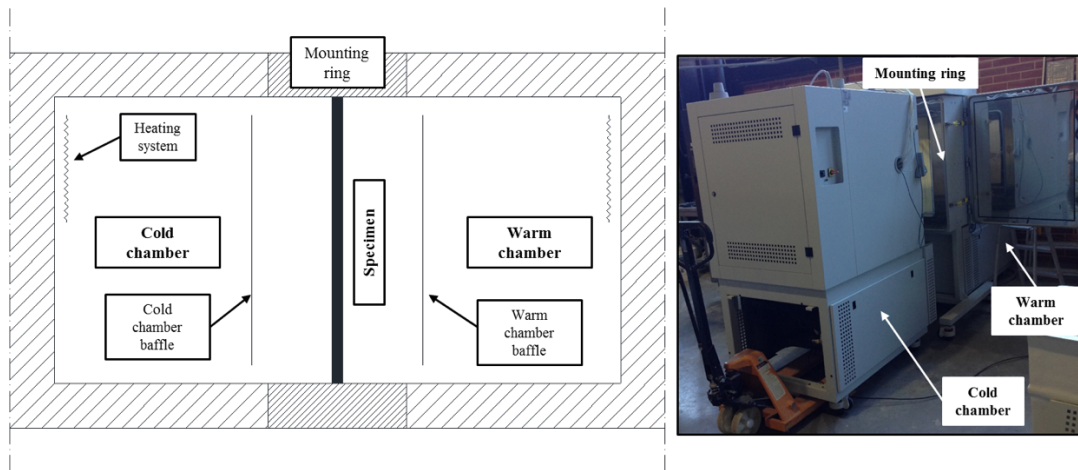 Mounting
ring
Heating
system
Cold
chamber
Specimen
Warm
chamber
Cold
chamber
baffle
Warm
chamber
baffle
Mounting ring
Warm
chamber
Cold
chamber